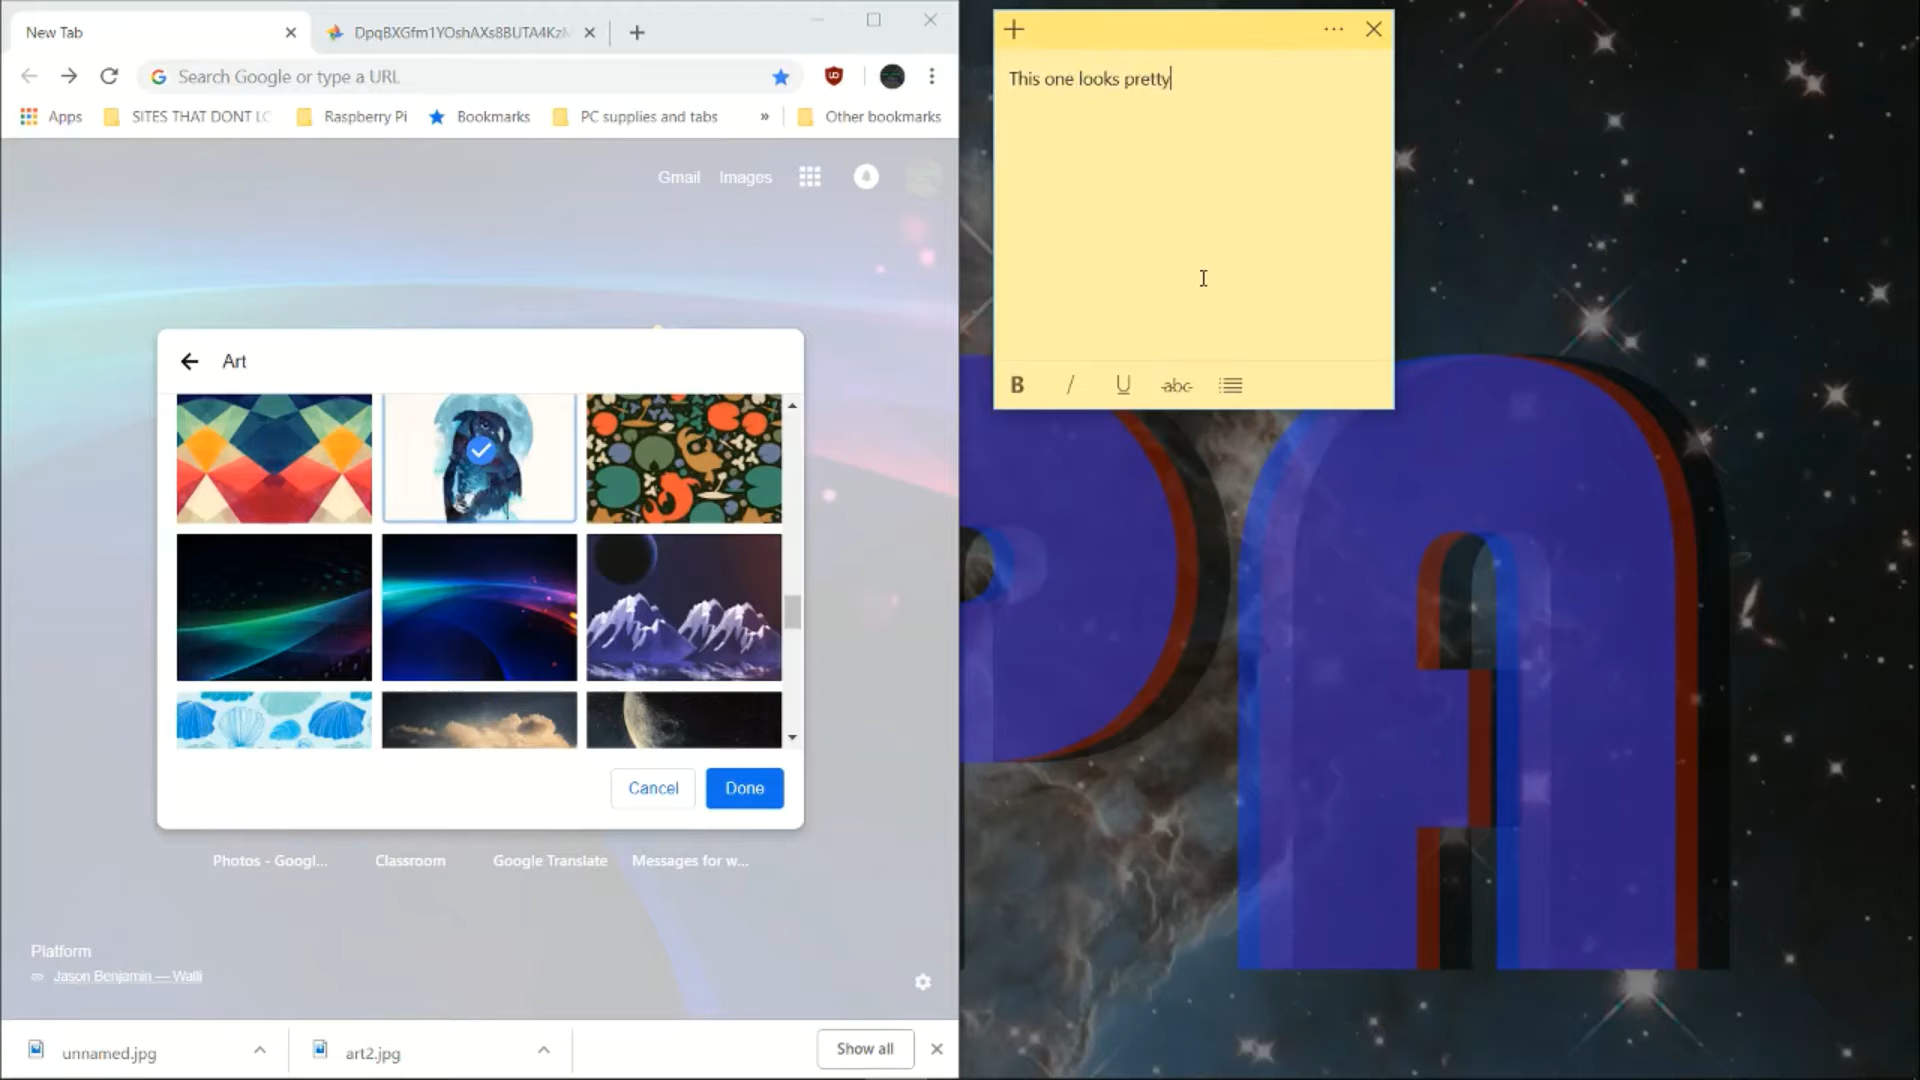 New Tab
DpqBXGfm1YOshAXs8BUTA4Kz
Search Google or type a URL
Apps
SITES THAT DONT LO
Raspberry Pi
Bookmarks
PC supplies and tabs
»
Other bookmarks
Gmail
Images
Art
Cancel
Done
Photos - Googl...
Classroom
Google Translate
Messages for w...
Platform
Jason Benjamin — Walli
unnamed.jpg
art2.jpg
Show all
This one looks pretty
B
/
U
abc
PA